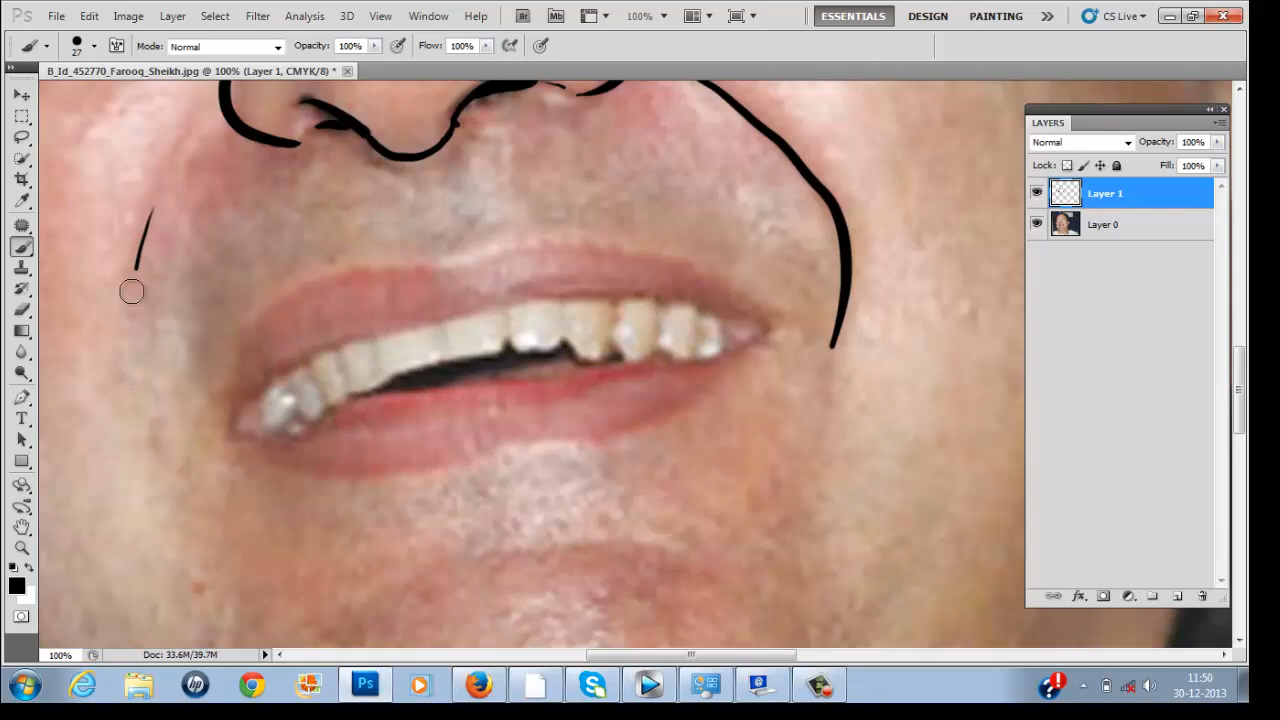 Ps File Edit Image Layer Select Filter Analysis 3D View Window Help Br Mb 100% ESSENTIALS DESIGN PAINTING CS Live
27 Mode: Normal Opacity: 100% Flow: 100%
B_Id_452770_Farooq_Sheikh.jpg @ 100% (Layer 1, CMYK/8) *
LAYERS
Normal Opacity: 100%
Lock: Fill: 100%
Layer 1
Layer 0
T
100% Doc: 33.6M/39.7M
hp Ps S
11:50
30-12-2013